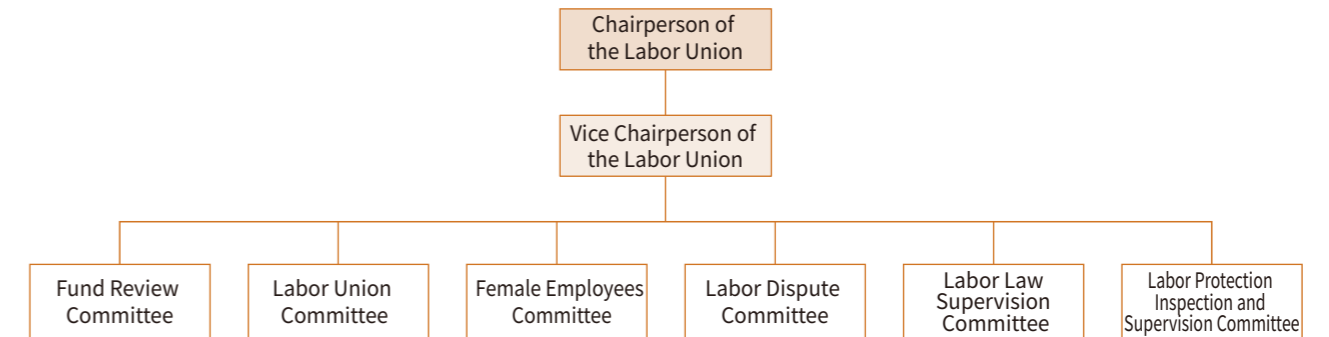 Chairperson of
the Labor Union
Vice Chairperson of
the Labor Union
Fund Review
Committee
Labor Union
Committee
Female Employees
Committee
Labor Dispute
Committee
Labor Law
Supervision
Committee
Labor Protection
Inspection and
Supervision Committee